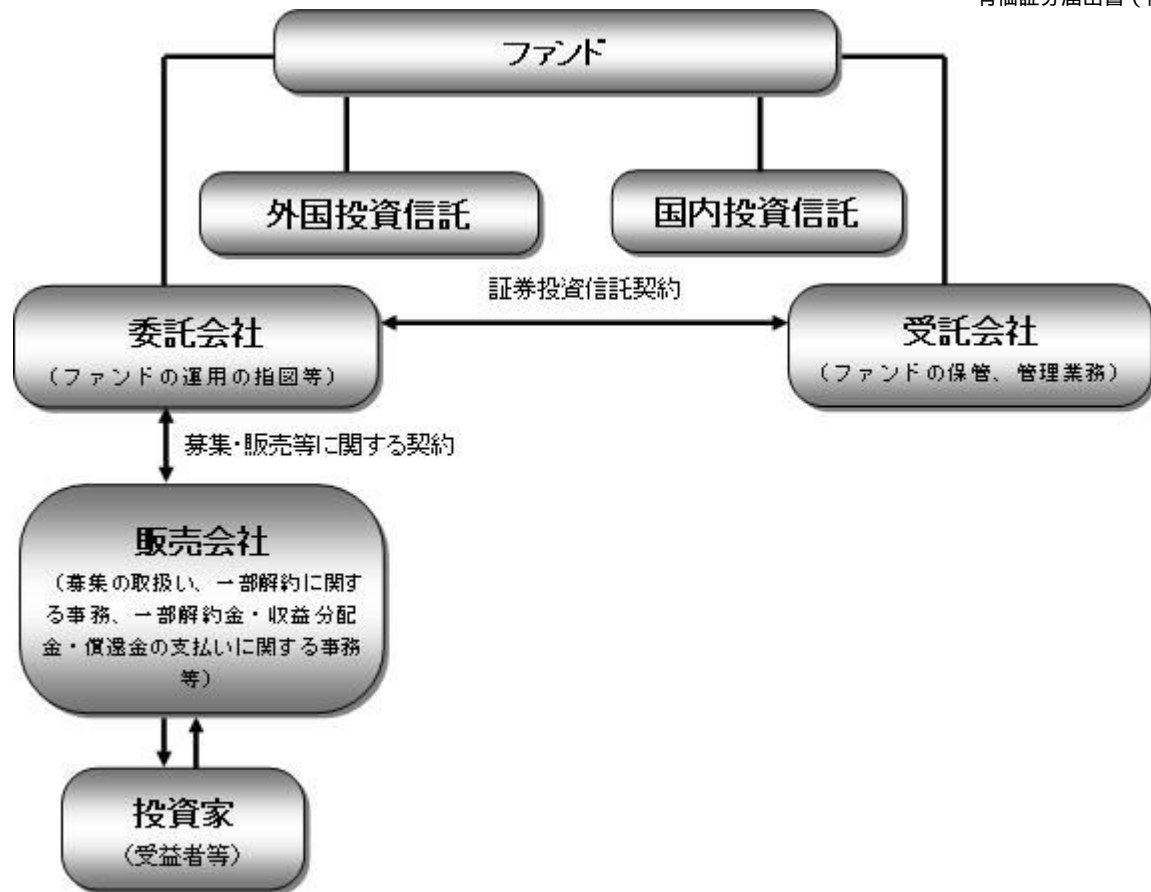 ファンド
外国投資信託
国内投資信託
証券投資信託契約
委託会社
（ファンドの運用の指図等）
受託会社
（ファンドの保管、管理業務）
募集・販売等に関する契約
販売会社
（募集の取扱い、一部解約に関す
る事務、一部解約金・収益分配
金・償還金の支払いに関する事務
等）
投資家
（受益者等）